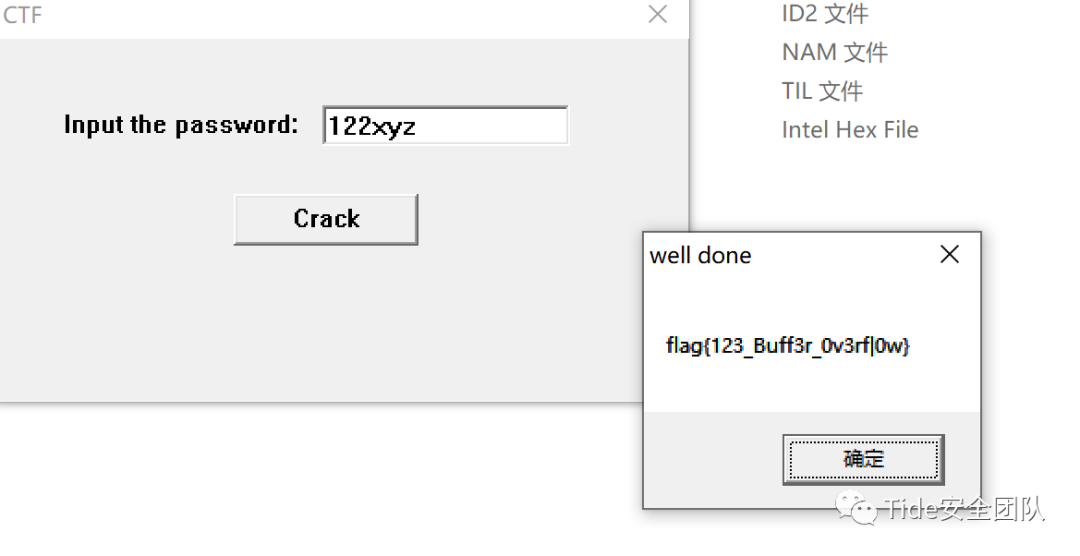 CTF
Input the password:
122xyz
Crack
ID2 文件
NAM 文件
TIL 文件
Intel Hex File
well done
flag{123_Buff3r_0v3rf|0w}
确定
Tide安全团队